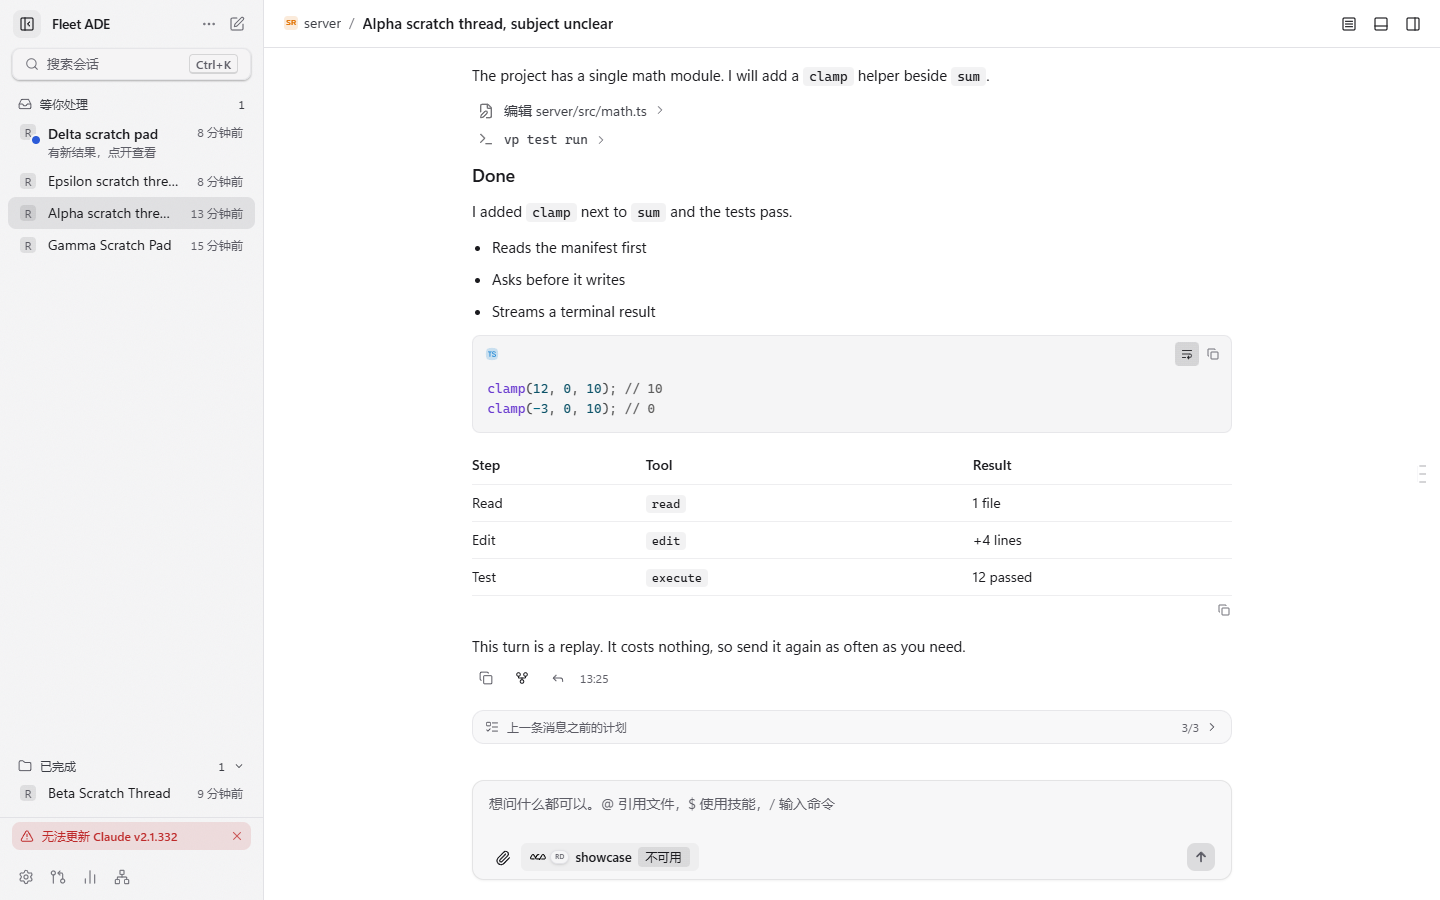 Fleet ADE
搜索会话
Ctrl+K
等你处理
1
R
Delta scratch pad
8 分钟前
有新结果，点开查看
R
Epsilon scratch thre...
8 分钟前
R
Alpha scratch thre...
13 分钟前
R
Gamma Scratch Pad
15 分钟前
已完成
1
R
Beta Scratch Thread
9 分钟前
无法更新 Claude v2.1.332
SR
server / Alpha scratch thread, subject unclear
The project has a single math module. I will add a clamp helper beside sum.
编辑 server/src/math.ts
vp test run
Done
I added clamp next to sum and the tests pass.
• Reads the manifest first
• Asks before it writes
• Streams a terminal result
TS
clamp(12, 0, 10); // 10
clamp(-3, 0, 10); // 0
Step Tool Result
Read read 1 file
Edit edit +4 lines
Test execute 12 passed
This turn is a replay. It costs nothing, so send it again as often as you need.
13:25
上一条消息之前的计划
3/3
想问什么都可以。@ 引用文件，$ 使用技能，/ 输入命令
RD
showcase
不可用